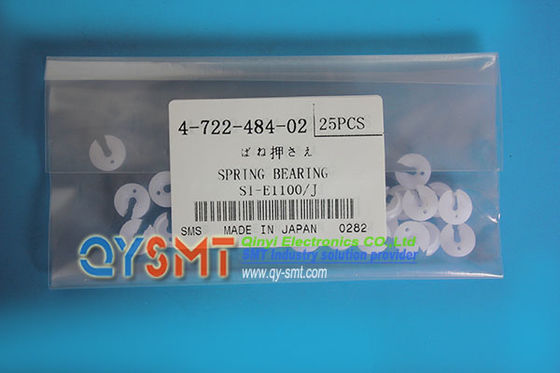 4-722-484-02 25PCS
ばね押さえ
SPRING BEARING
SI-E1100/J
SMS MADE IN JAPAN 0282
QYSMT
Qinyi Electronics CO.,Ltd
SMT industry solution provider
www.qy-smt.com